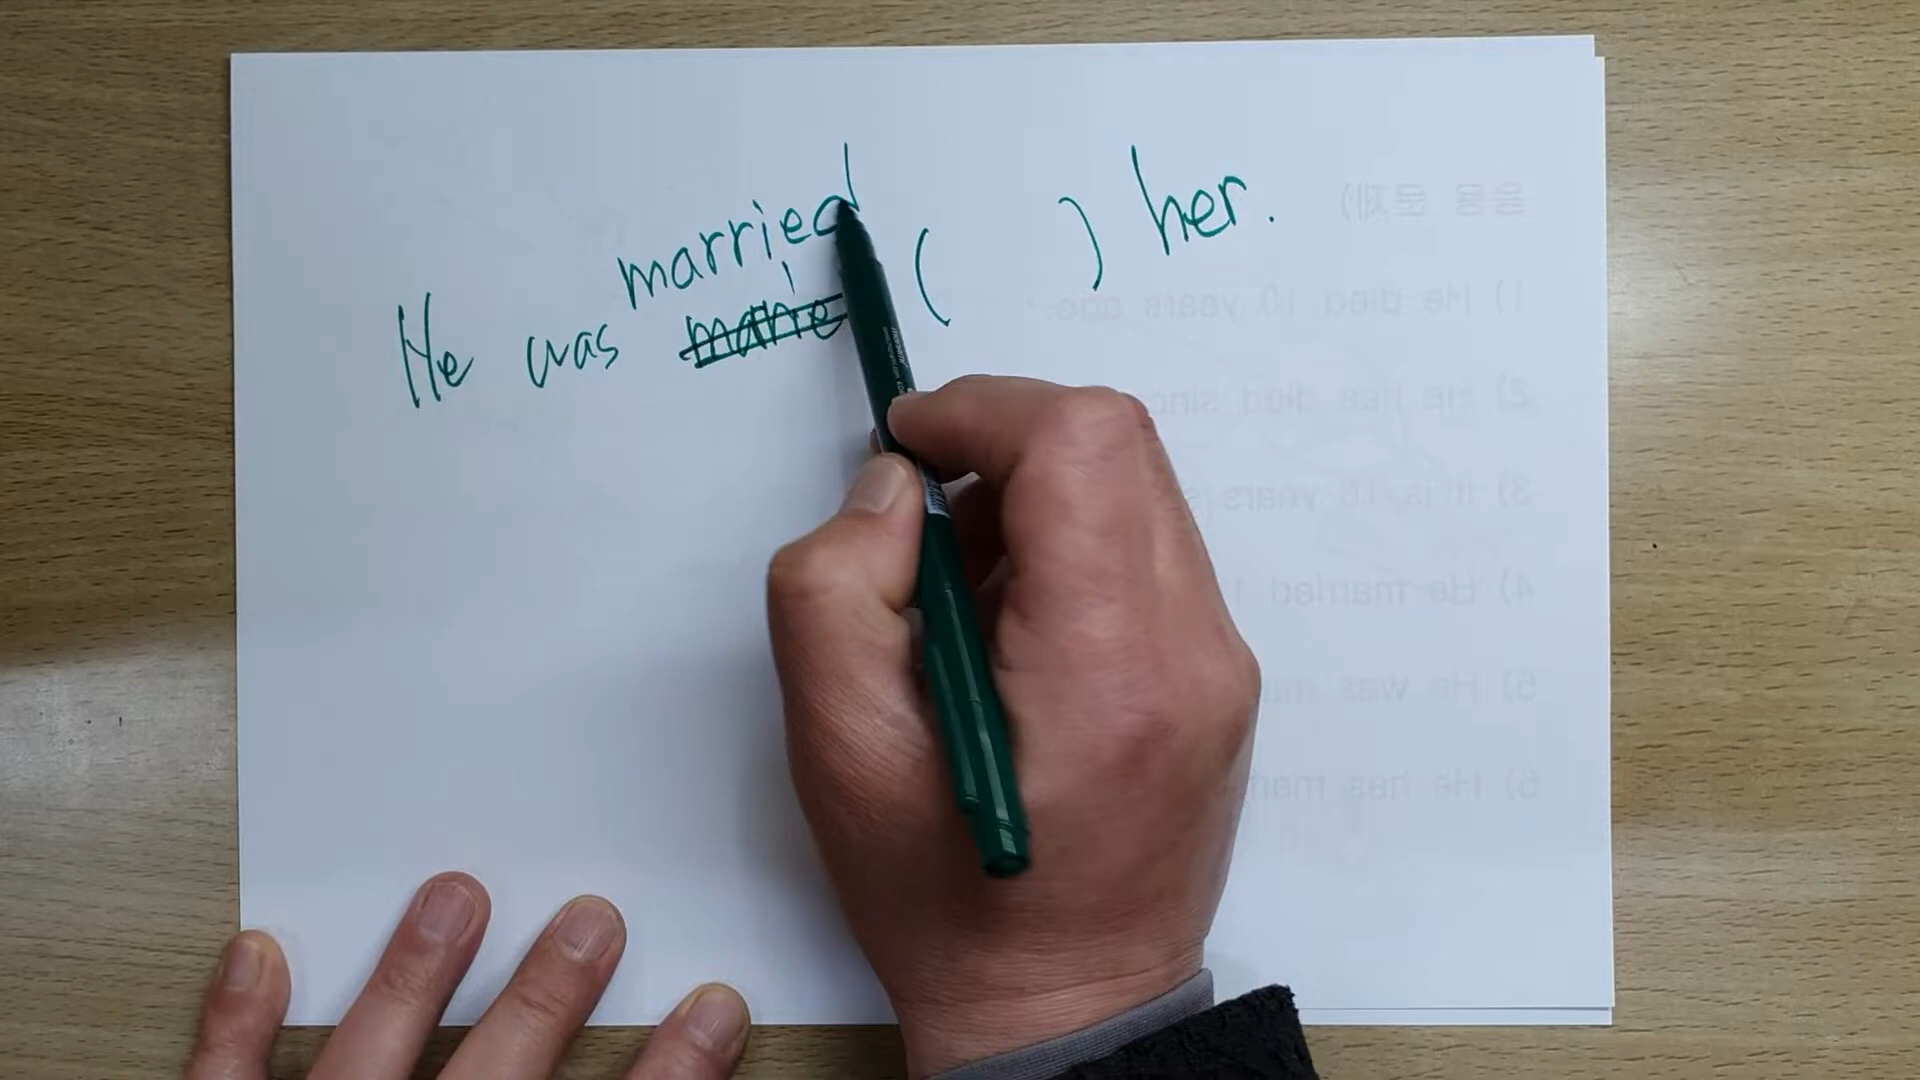 He was married (      ) her.
응용 문제)
1) He died 10 years ago.
2) He has died sinc
3) It is 10 years s
4) He married 1
5) He was ma
6) He has marr